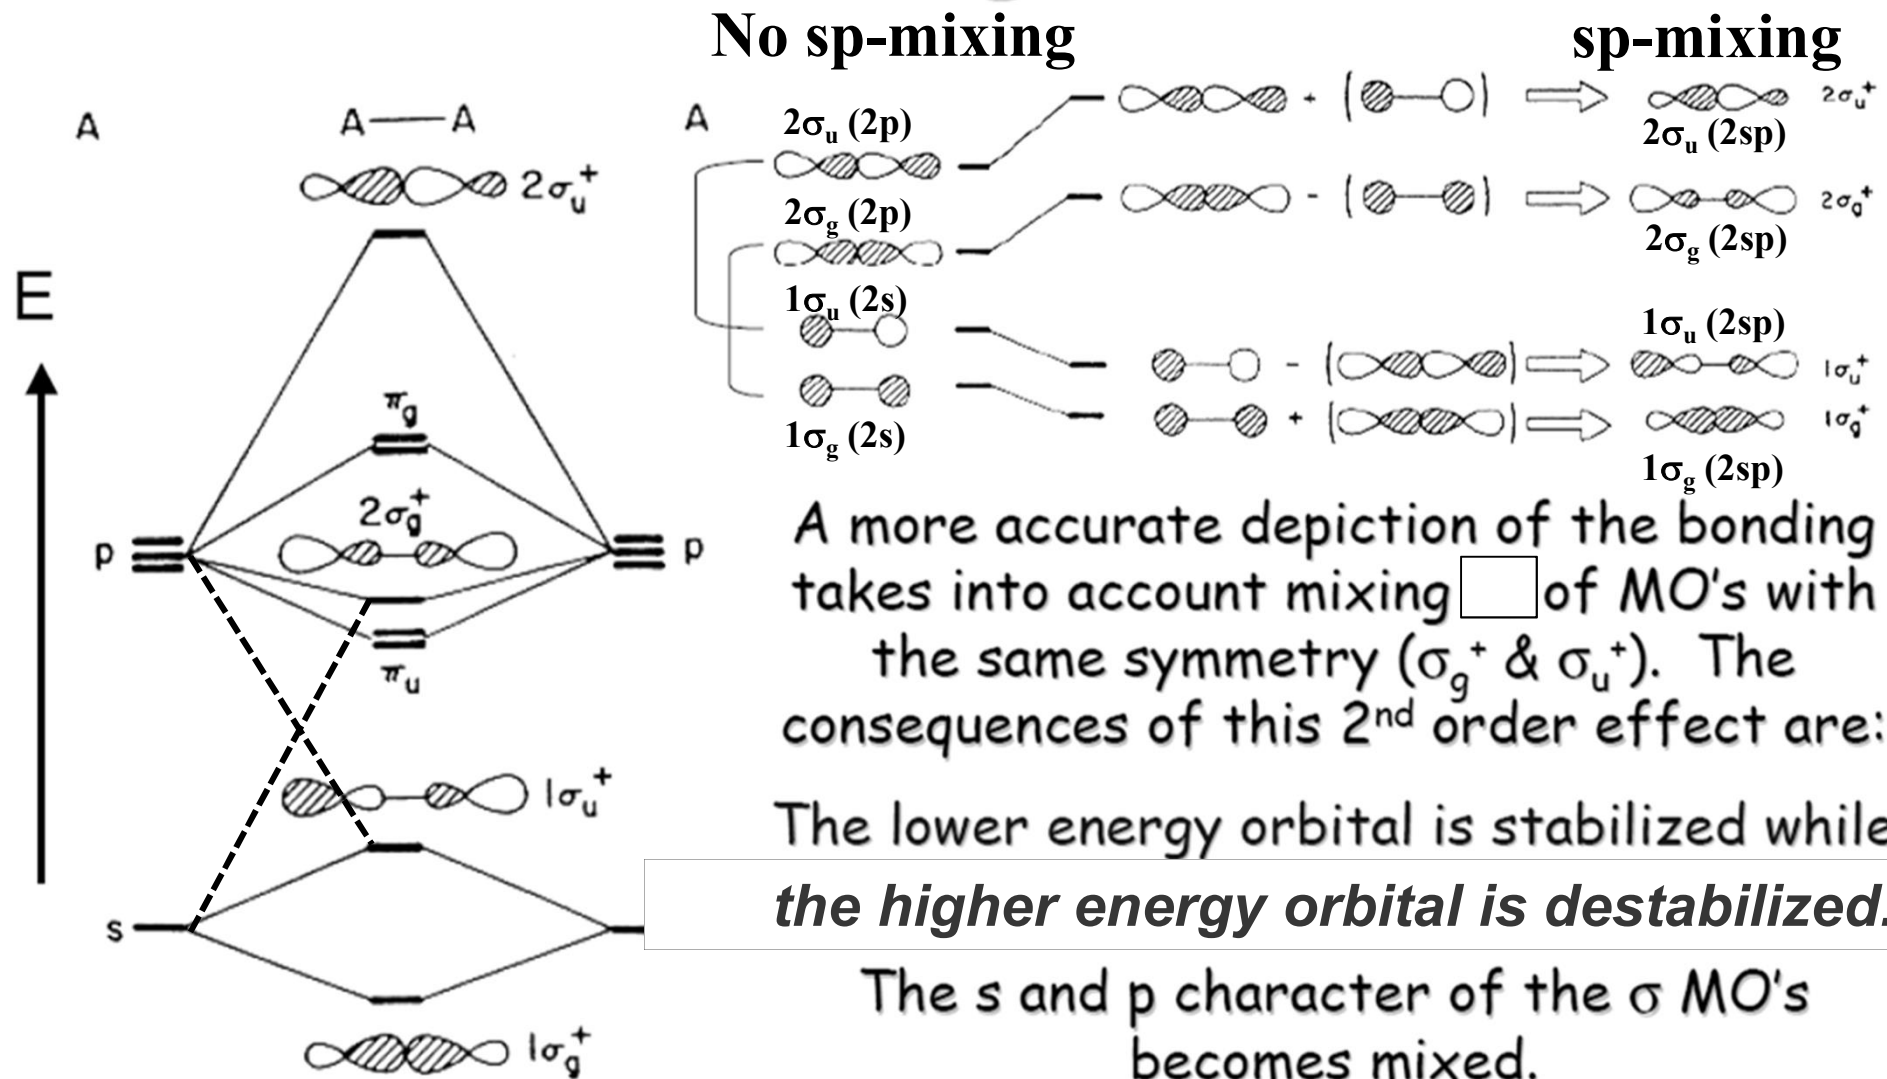 No sp-mixing
sp-mixing
A
A — A
A
2σu⁺
E
πg
2σg⁺
p
p
πu
1σu⁺
s
1σg⁺
2σu (2p)
2σg (2p)
1σu (2s)
1σg (2s)
+ ( )
2σu⁺
2σu (2sp)
- ( )
2σg⁺
2σg (2sp)
1σu (2sp)
- ( )
1σu⁺
+ ( )
1σg⁺
1σg (2sp)
A more accurate depiction of the bonding
takes into account mixing of MO's with
the same symmetry (σg⁺ & σu⁺). The
consequences of this 2nd order effect are:
The lower energy orbital is stabilized while
the higher energy orbital is destabilized.
The s and p character of the σ MO's
becomes mixed.